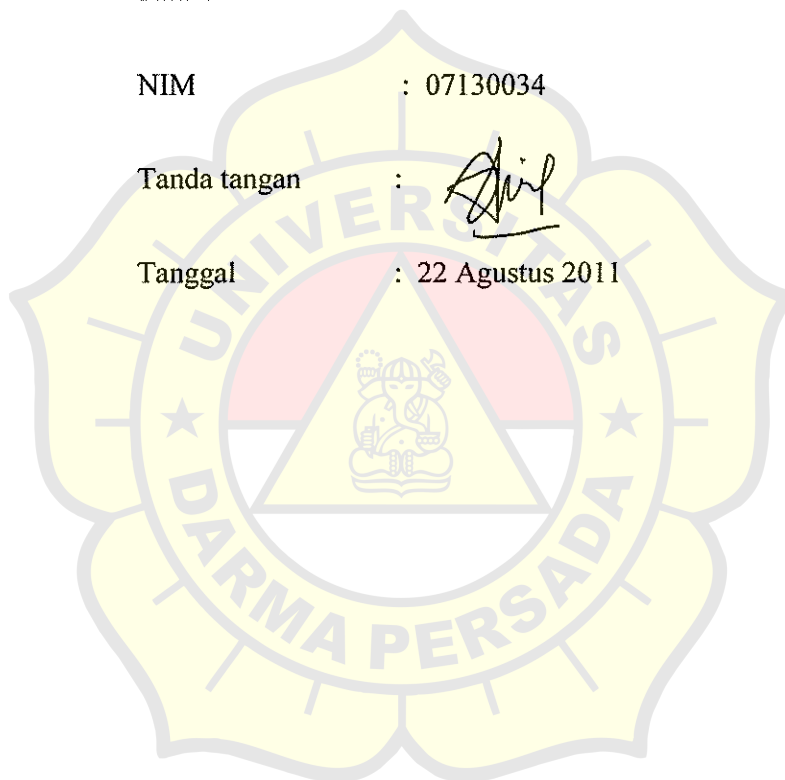 NIM : 07130034
Tanda tangan :
Tanggal : 22 Agustus 2011
UNIVERSITAS
DARMA PERSADA